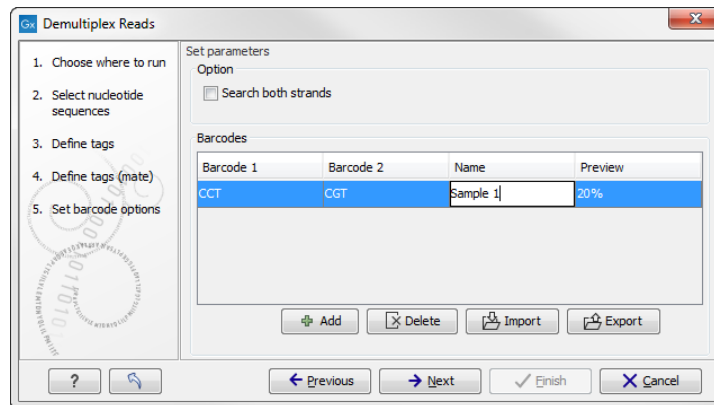 Gx Demultiplex Reads
1. Choose where to run
2. Select nucleotide
sequences
3. Define tags
4. Define tags (mate)
5. Set barcode options
Set parameters
Option
Search both strands
Barcodes
Barcode 1 Barcode 2 Name Preview
CCT CGT Sample 1 20%
Add Delete Import Export
? Previous Next Finish Cancel